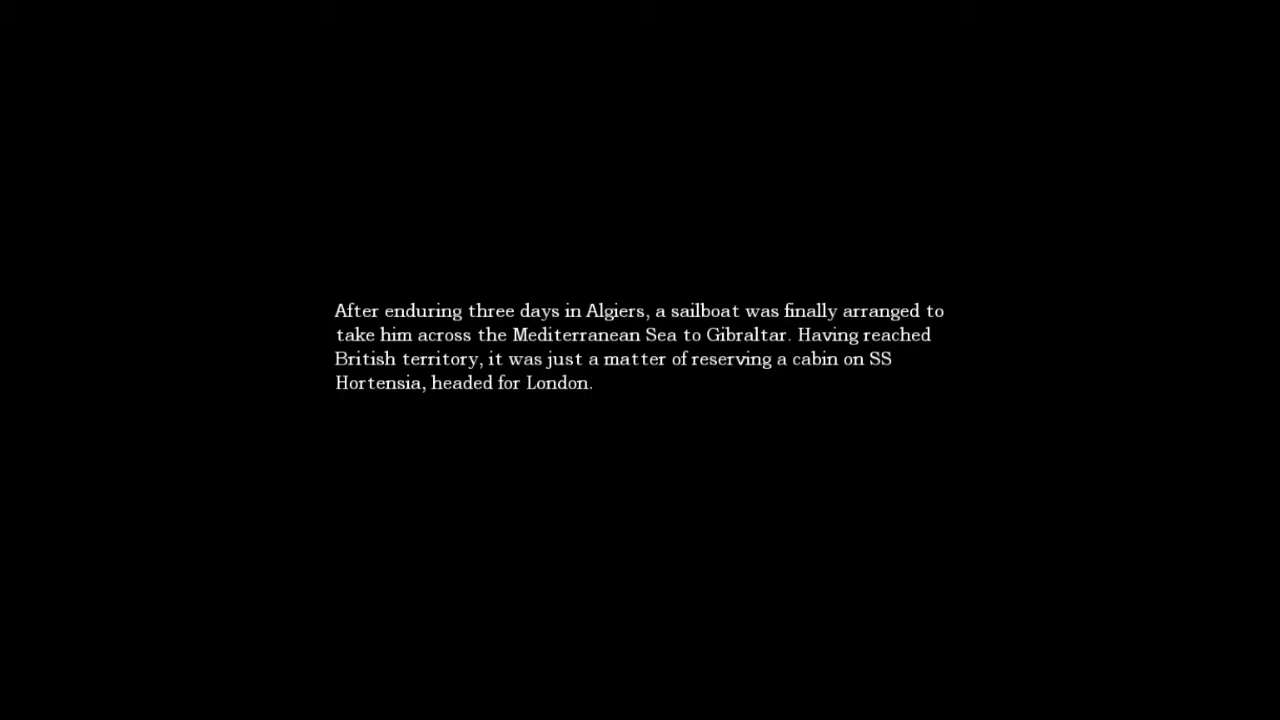 After enduring three days in Algiers, a sailboat was finally arranged to
take him across the Mediterranean Sea to Gibraltar. Having reached
British territory, it was just a matter of reserving a cabin on SS
Hortensia, headed for London.